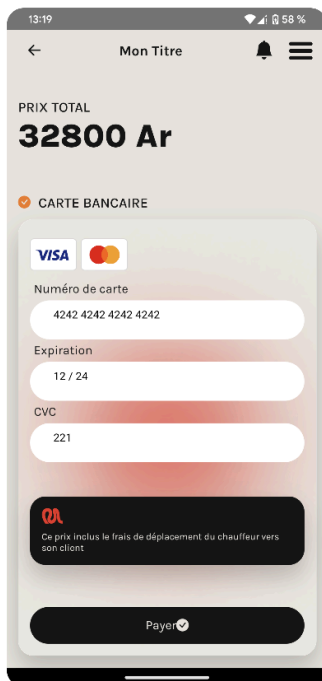 13:19
58 %
Mon Titre
PRIX TOTAL
32800 Ar
CARTE BANCAIRE
VISA
Numéro de carte
4242 4242 4242 4242
Expiration
12 / 24
CVC
221
Ce prix inclus le frais de déplacement du chauffeur vers
son client
Payer